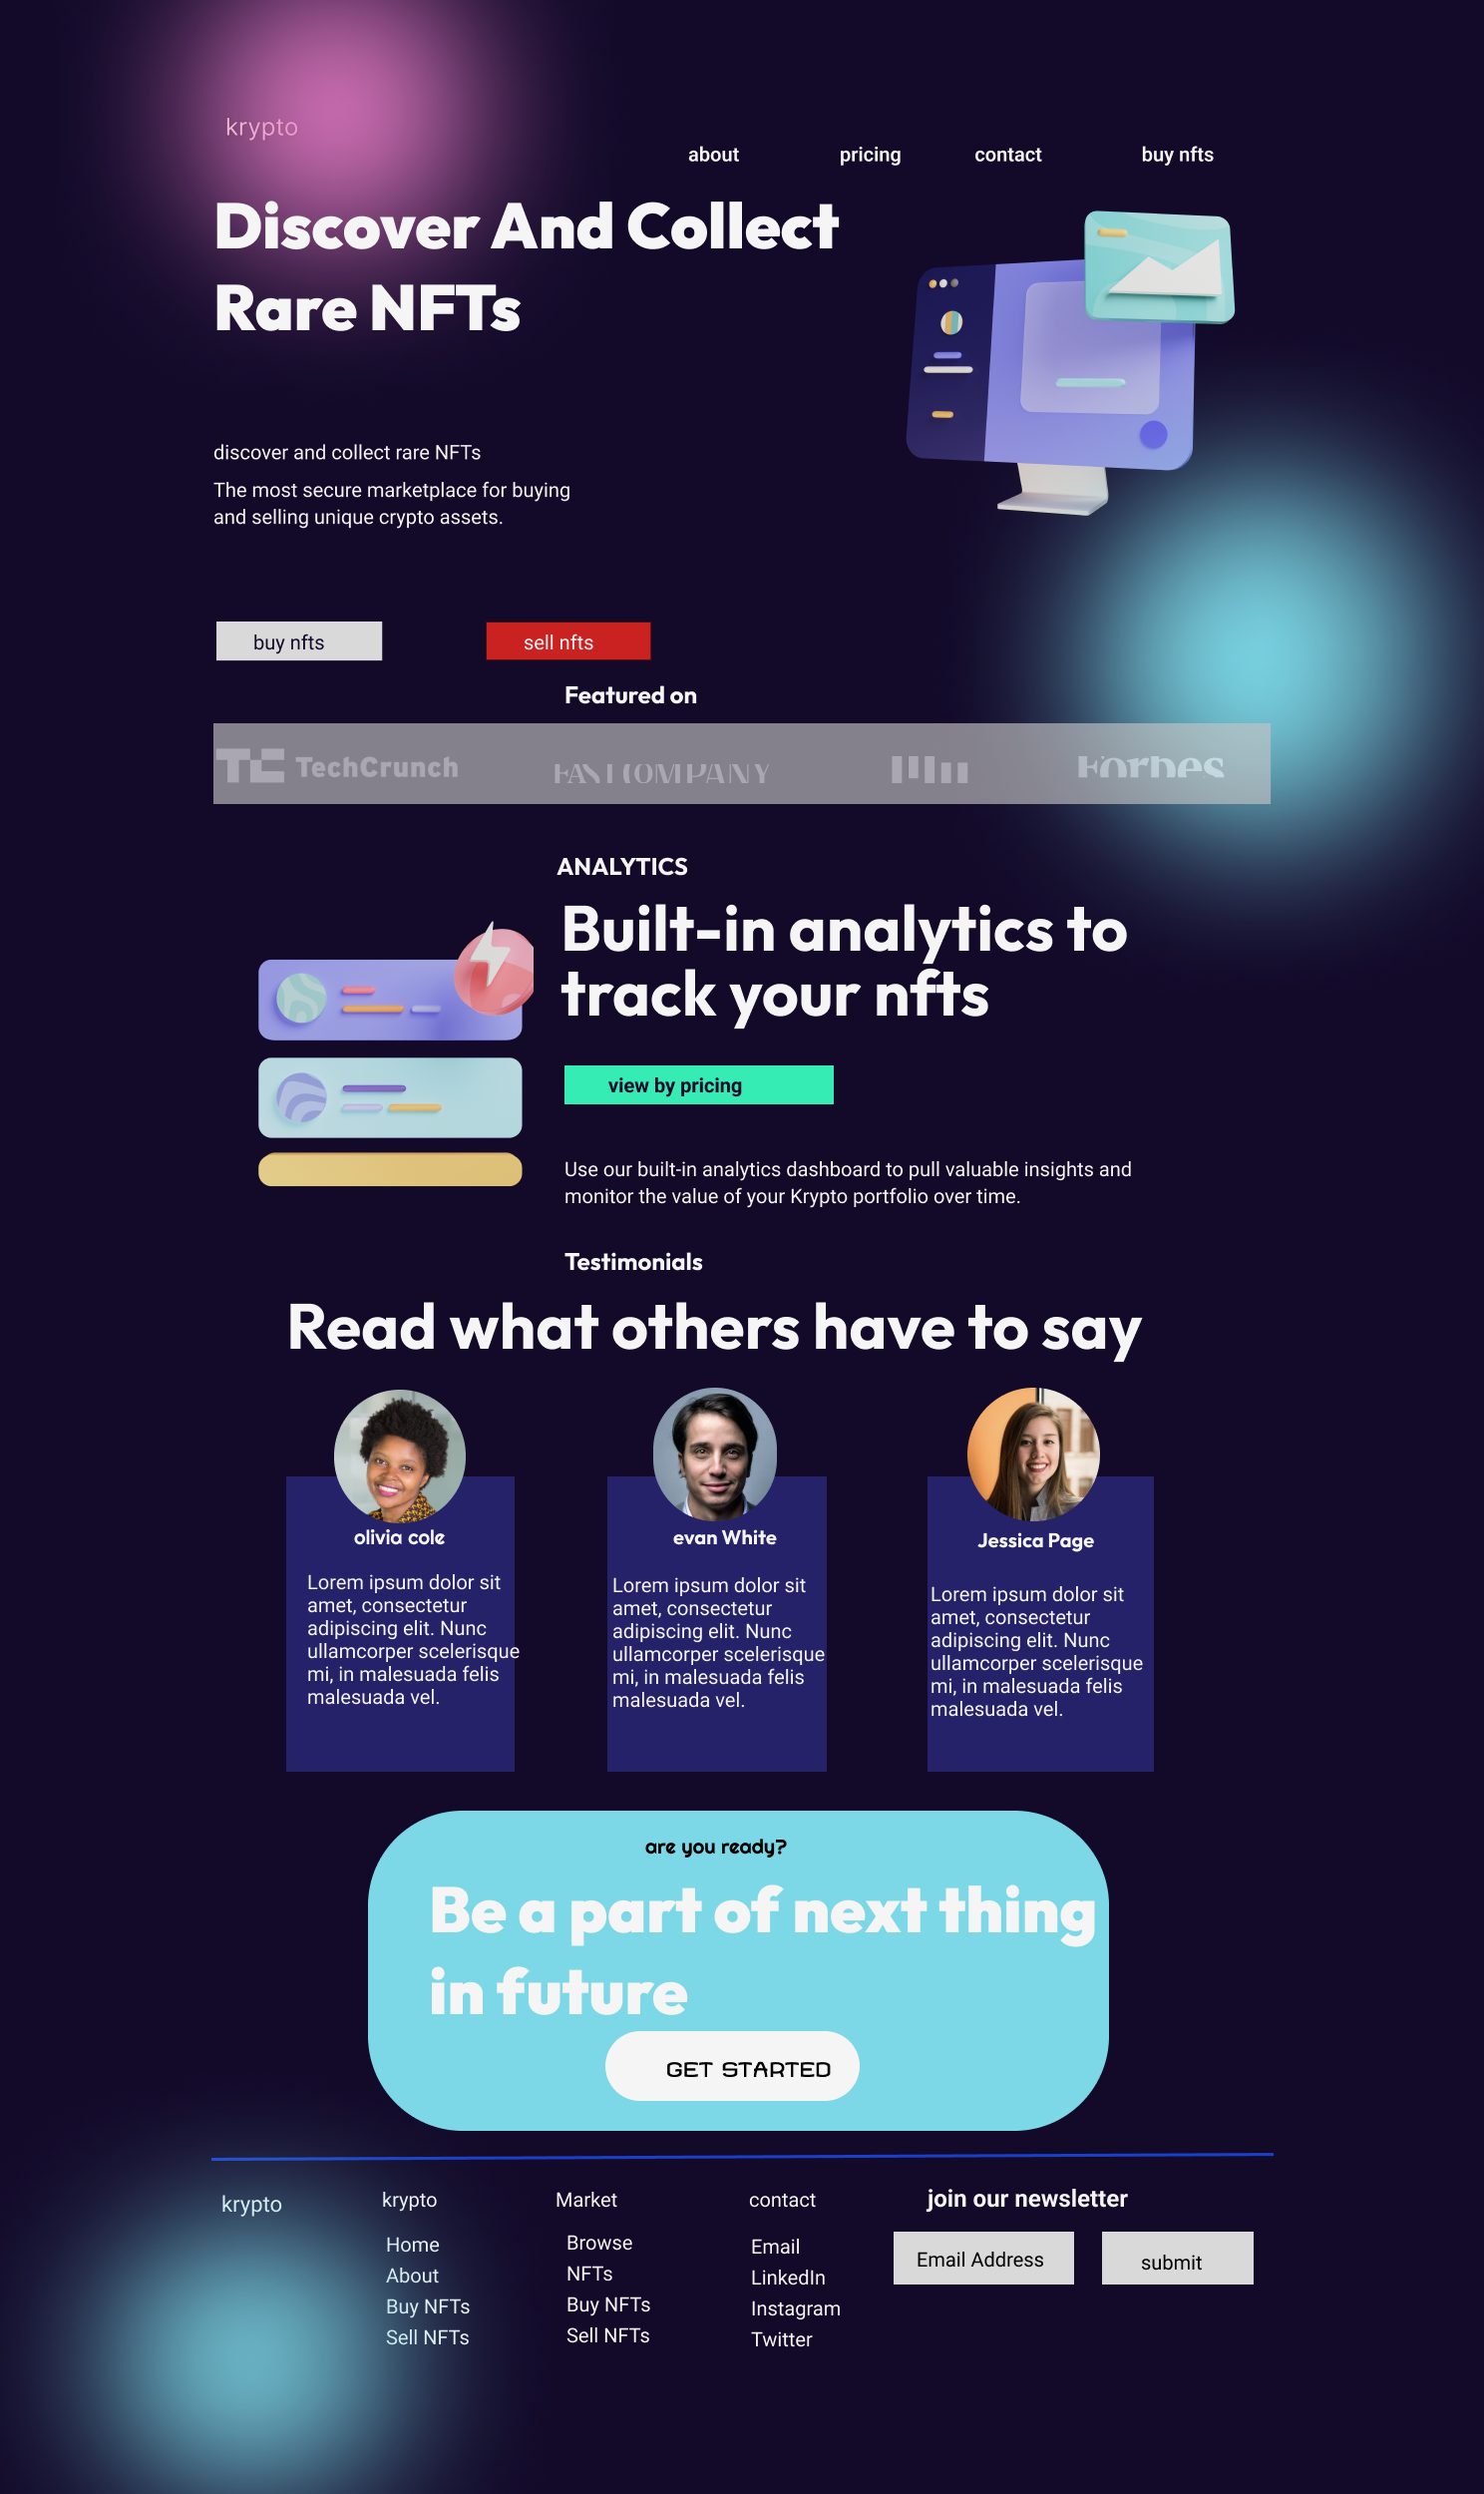 krypto
about pricing contact buy nfts
Discover And Collect
Rare NFTs
discover and collect rare NFTs
The most secure marketplace for buying
and selling unique crypto assets.
buy nfts sell nfts
Featured on
TC TechCrunch FAST COMPANY Forbes
ANALYTICS
Built-in analytics to
track your nfts
view by pricing
Use our built-in analytics dashboard to pull valuable insights and
monitor the value of your Krypto portfolio over time.
Testimonials
Read what others have to say
olivia cole
Lorem ipsum dolor sit
amet, consectetur
adipiscing elit. Nunc
ullamcorper scelerisque
mi, in malesuada felis
malesuada vel.
evan White
Lorem ipsum dolor sit
amet, consectetur
adipiscing elit. Nunc
ullamcorper scelerisque
mi, in malesuada felis
malesuada vel.
Jessica Page
Lorem ipsum dolor sit
amet, consectetur
adipiscing elit. Nunc
ullamcorper scelerisque
mi, in malesuada felis
malesuada vel.
are you ready?
Be a part of next thing
in future
GET STARTED
krypto
krypto
Home
About
Buy NFTs
Sell NFTs
Market
Browse
NFTs
Buy NFTs
Sell NFTs
contact
Email
LinkedIn
Instagram
Twitter
join our newsletter
Email Address submit